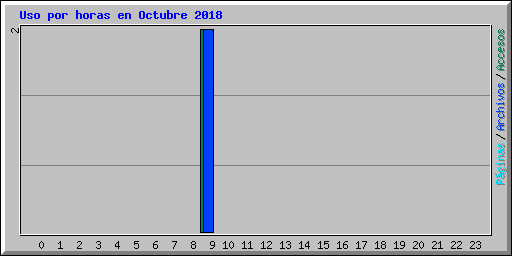 Uso por horas en Octubre 2018
2
Páginas/Archivos/Accesos
0 1 2 3 4 5 6 7 8 9 10 11 12 13 14 15 16 17 18 19 20 21 22 23